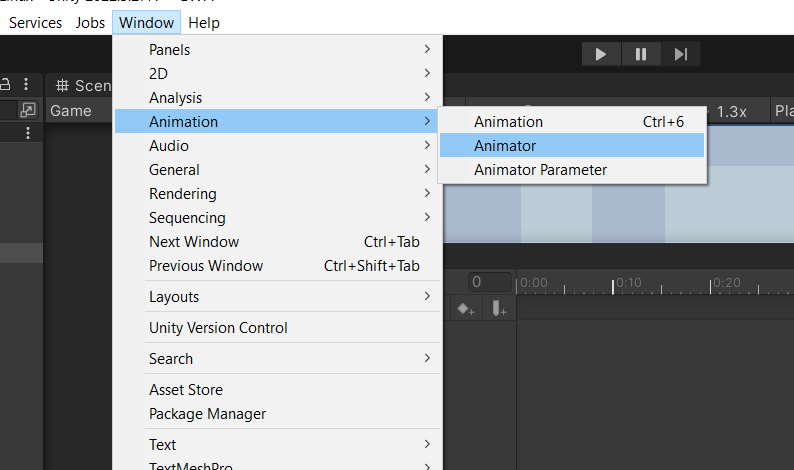 Services Jobs Window Help
Panels
2D
Analysis
Animation
Audio
General
Rendering
Sequencing
Next Window Ctrl+Tab
Previous Window Ctrl+Shift+Tab
Layouts
Unity Version Control
Search
Asset Store
Package Manager
Text
TextMeshPro
Animation Ctrl+6
Animator
Animator Parameter
Scen
Game
1.3x
Pla
0
0:00 0:10 0:20